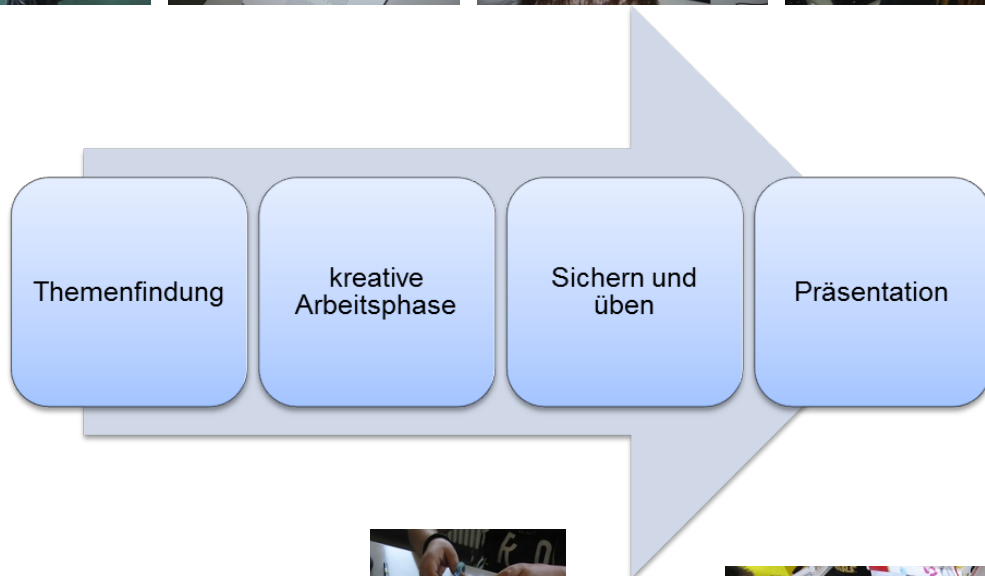 Themenfindung
kreative
Arbeitsphase
Sichern und
üben
Präsentation